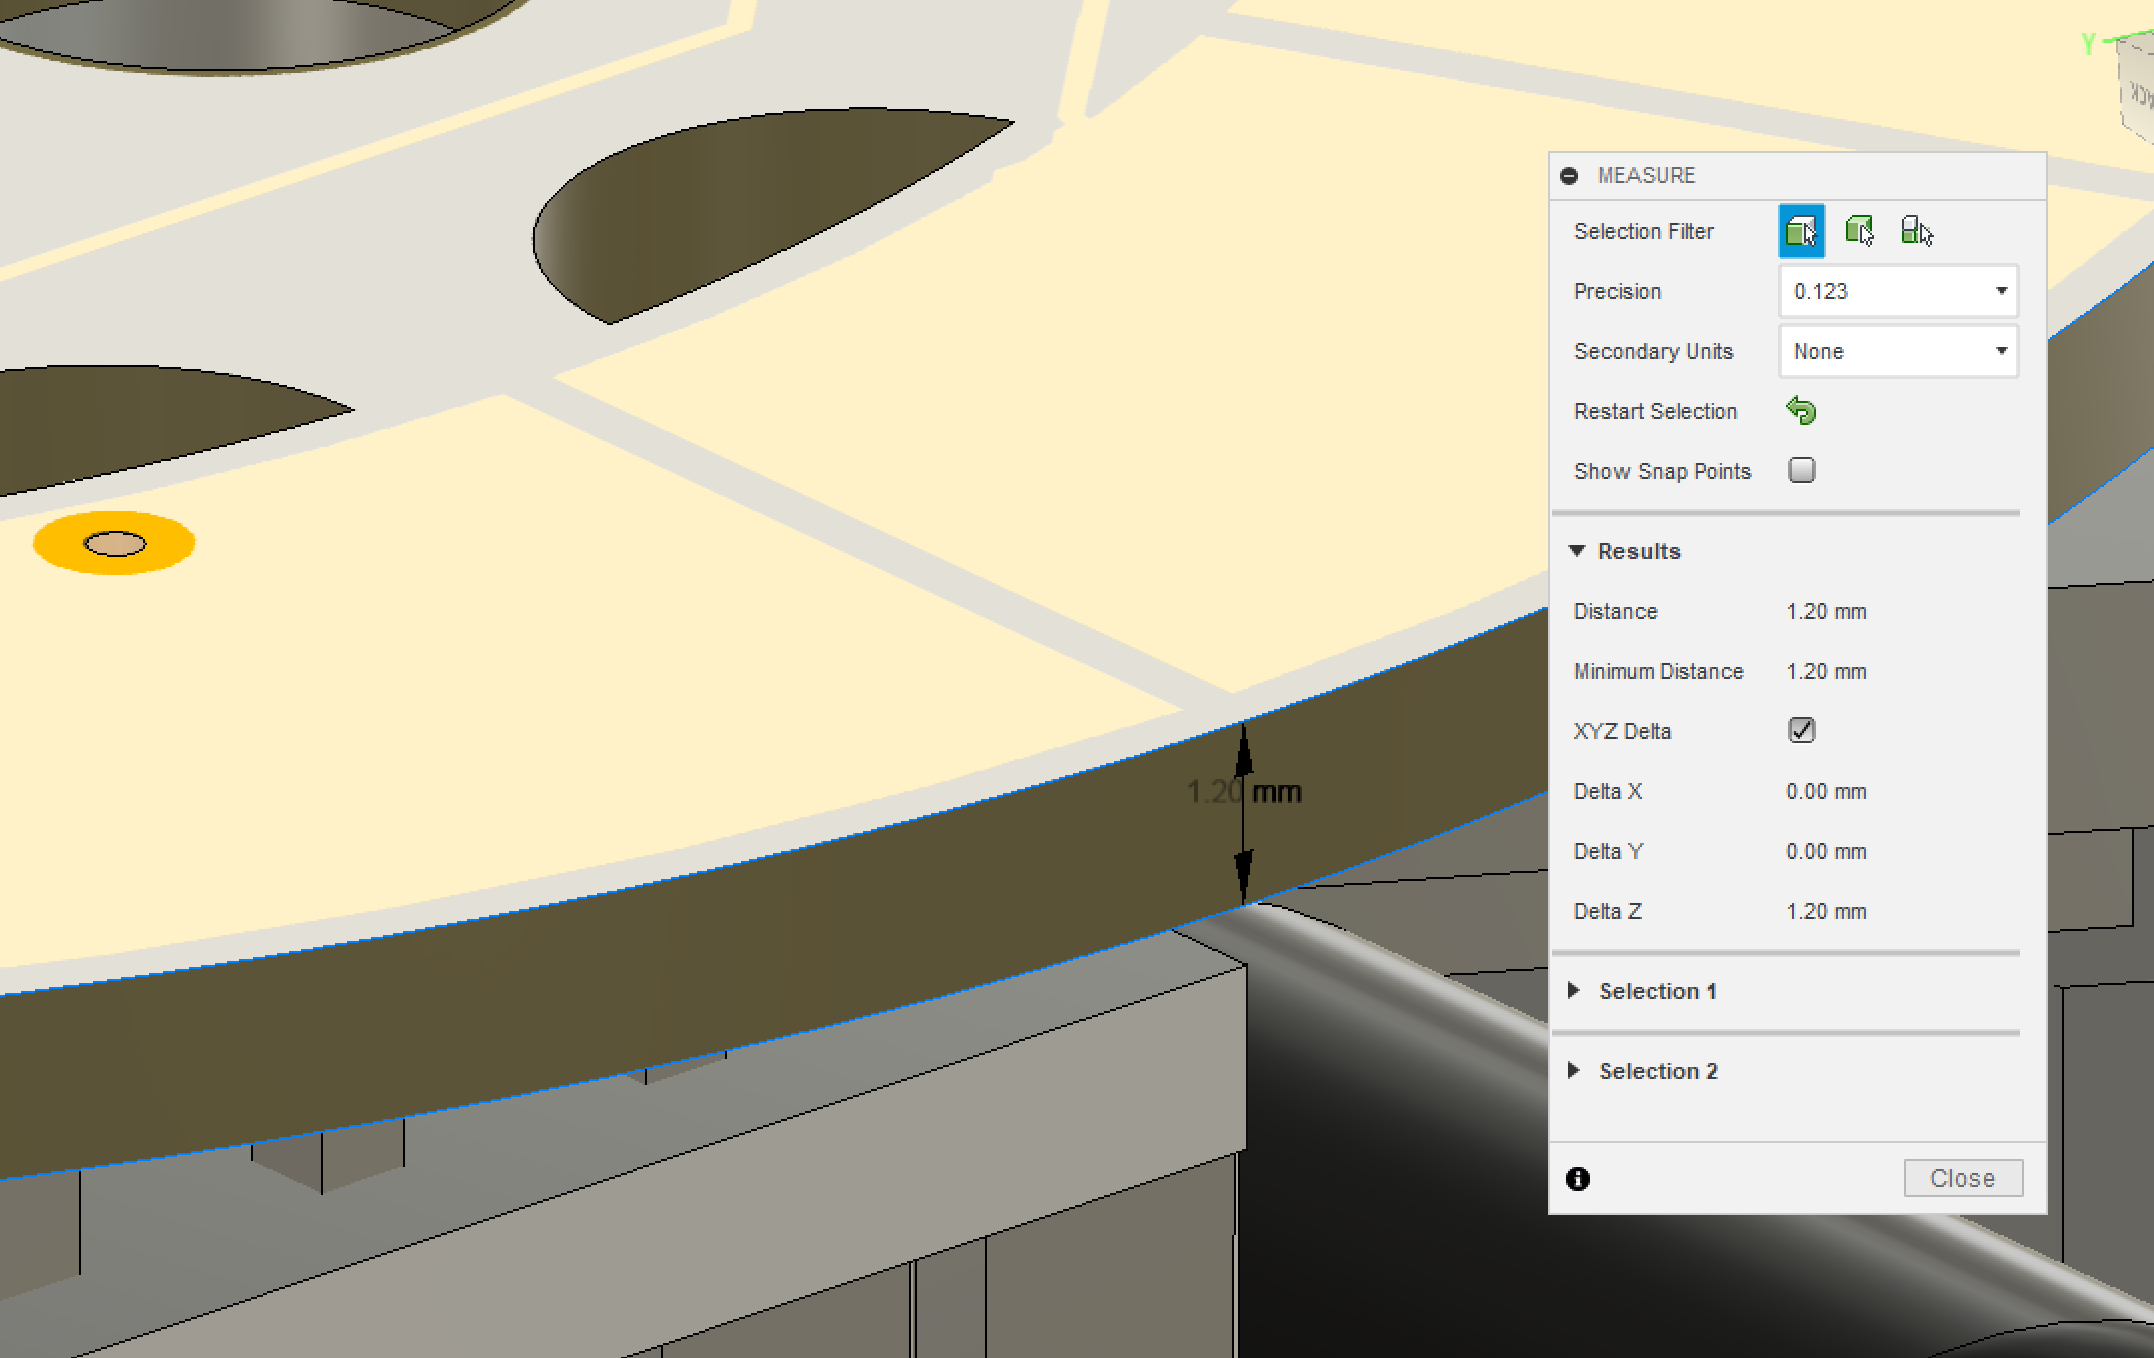 Y
MEASURE
Selection Filter
Precision 0.123
Secondary Units None
Restart Selection
Show Snap Points
Results
Distance 1.20 mm
Minimum Distance 1.20 mm
XYZ Delta
Delta X 0.00 mm
1.20 mm
Delta Y 0.00 mm
Delta Z 1.20 mm
Selection 1
Selection 2
Close